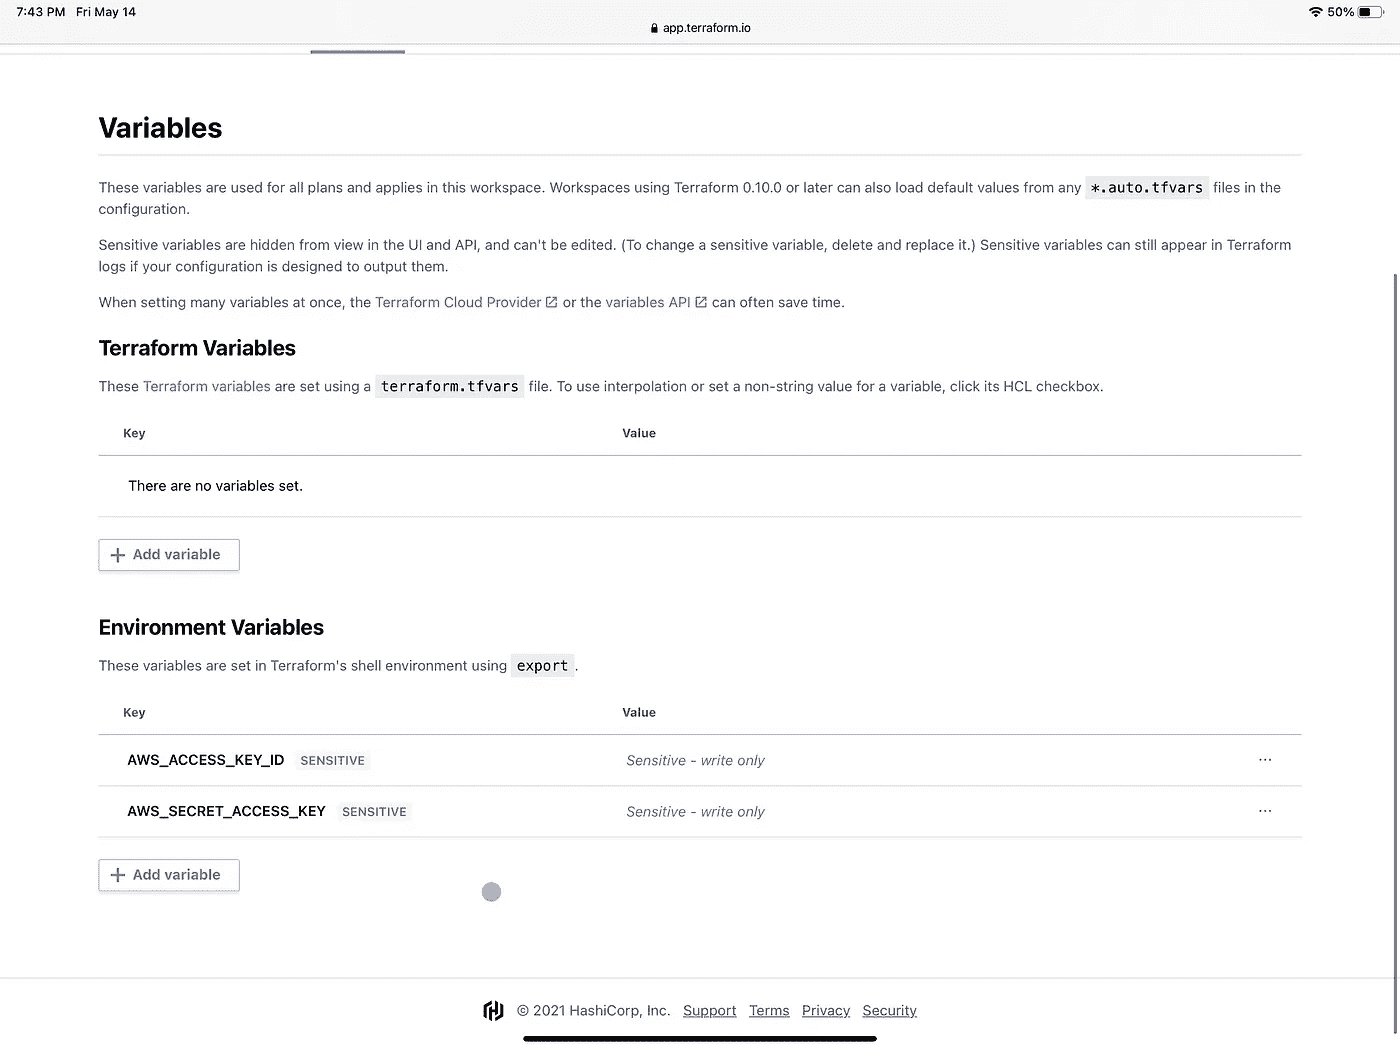 7:43 PM Fri May 14
50%
app.terraform.io
Variables
These variables are used for all plans and applies in this workspace. Workspaces using Terraform 0.10.0 or later can also load default values from any *.auto.tfvars files in the
configuration.
Sensitive variables are hidden from view in the UI and API, and can't be edited. (To change a sensitive variable, delete and replace it.) Sensitive variables can still appear in Terraform
logs if your configuration is designed to output them.
When setting many variables at once, the Terraform Cloud Provider or the variables API can often save time.
Terraform Variables
These Terraform variables are set using a terraform.tfvars file. To use interpolation or set a non-string value for a variable, click its HCL checkbox.
Key Value
There are no variables set.
+ Add variable
Environment Variables
These variables are set in Terraform's shell environment using export .
Key Value
AWS_ACCESS_KEY_ID SENSITIVE Sensitive - write only ...
AWS_SECRET_ACCESS_KEY SENSITIVE Sensitive - write only ...
+ Add variable
© 2021 HashiCorp, Inc. Support Terms Privacy Security